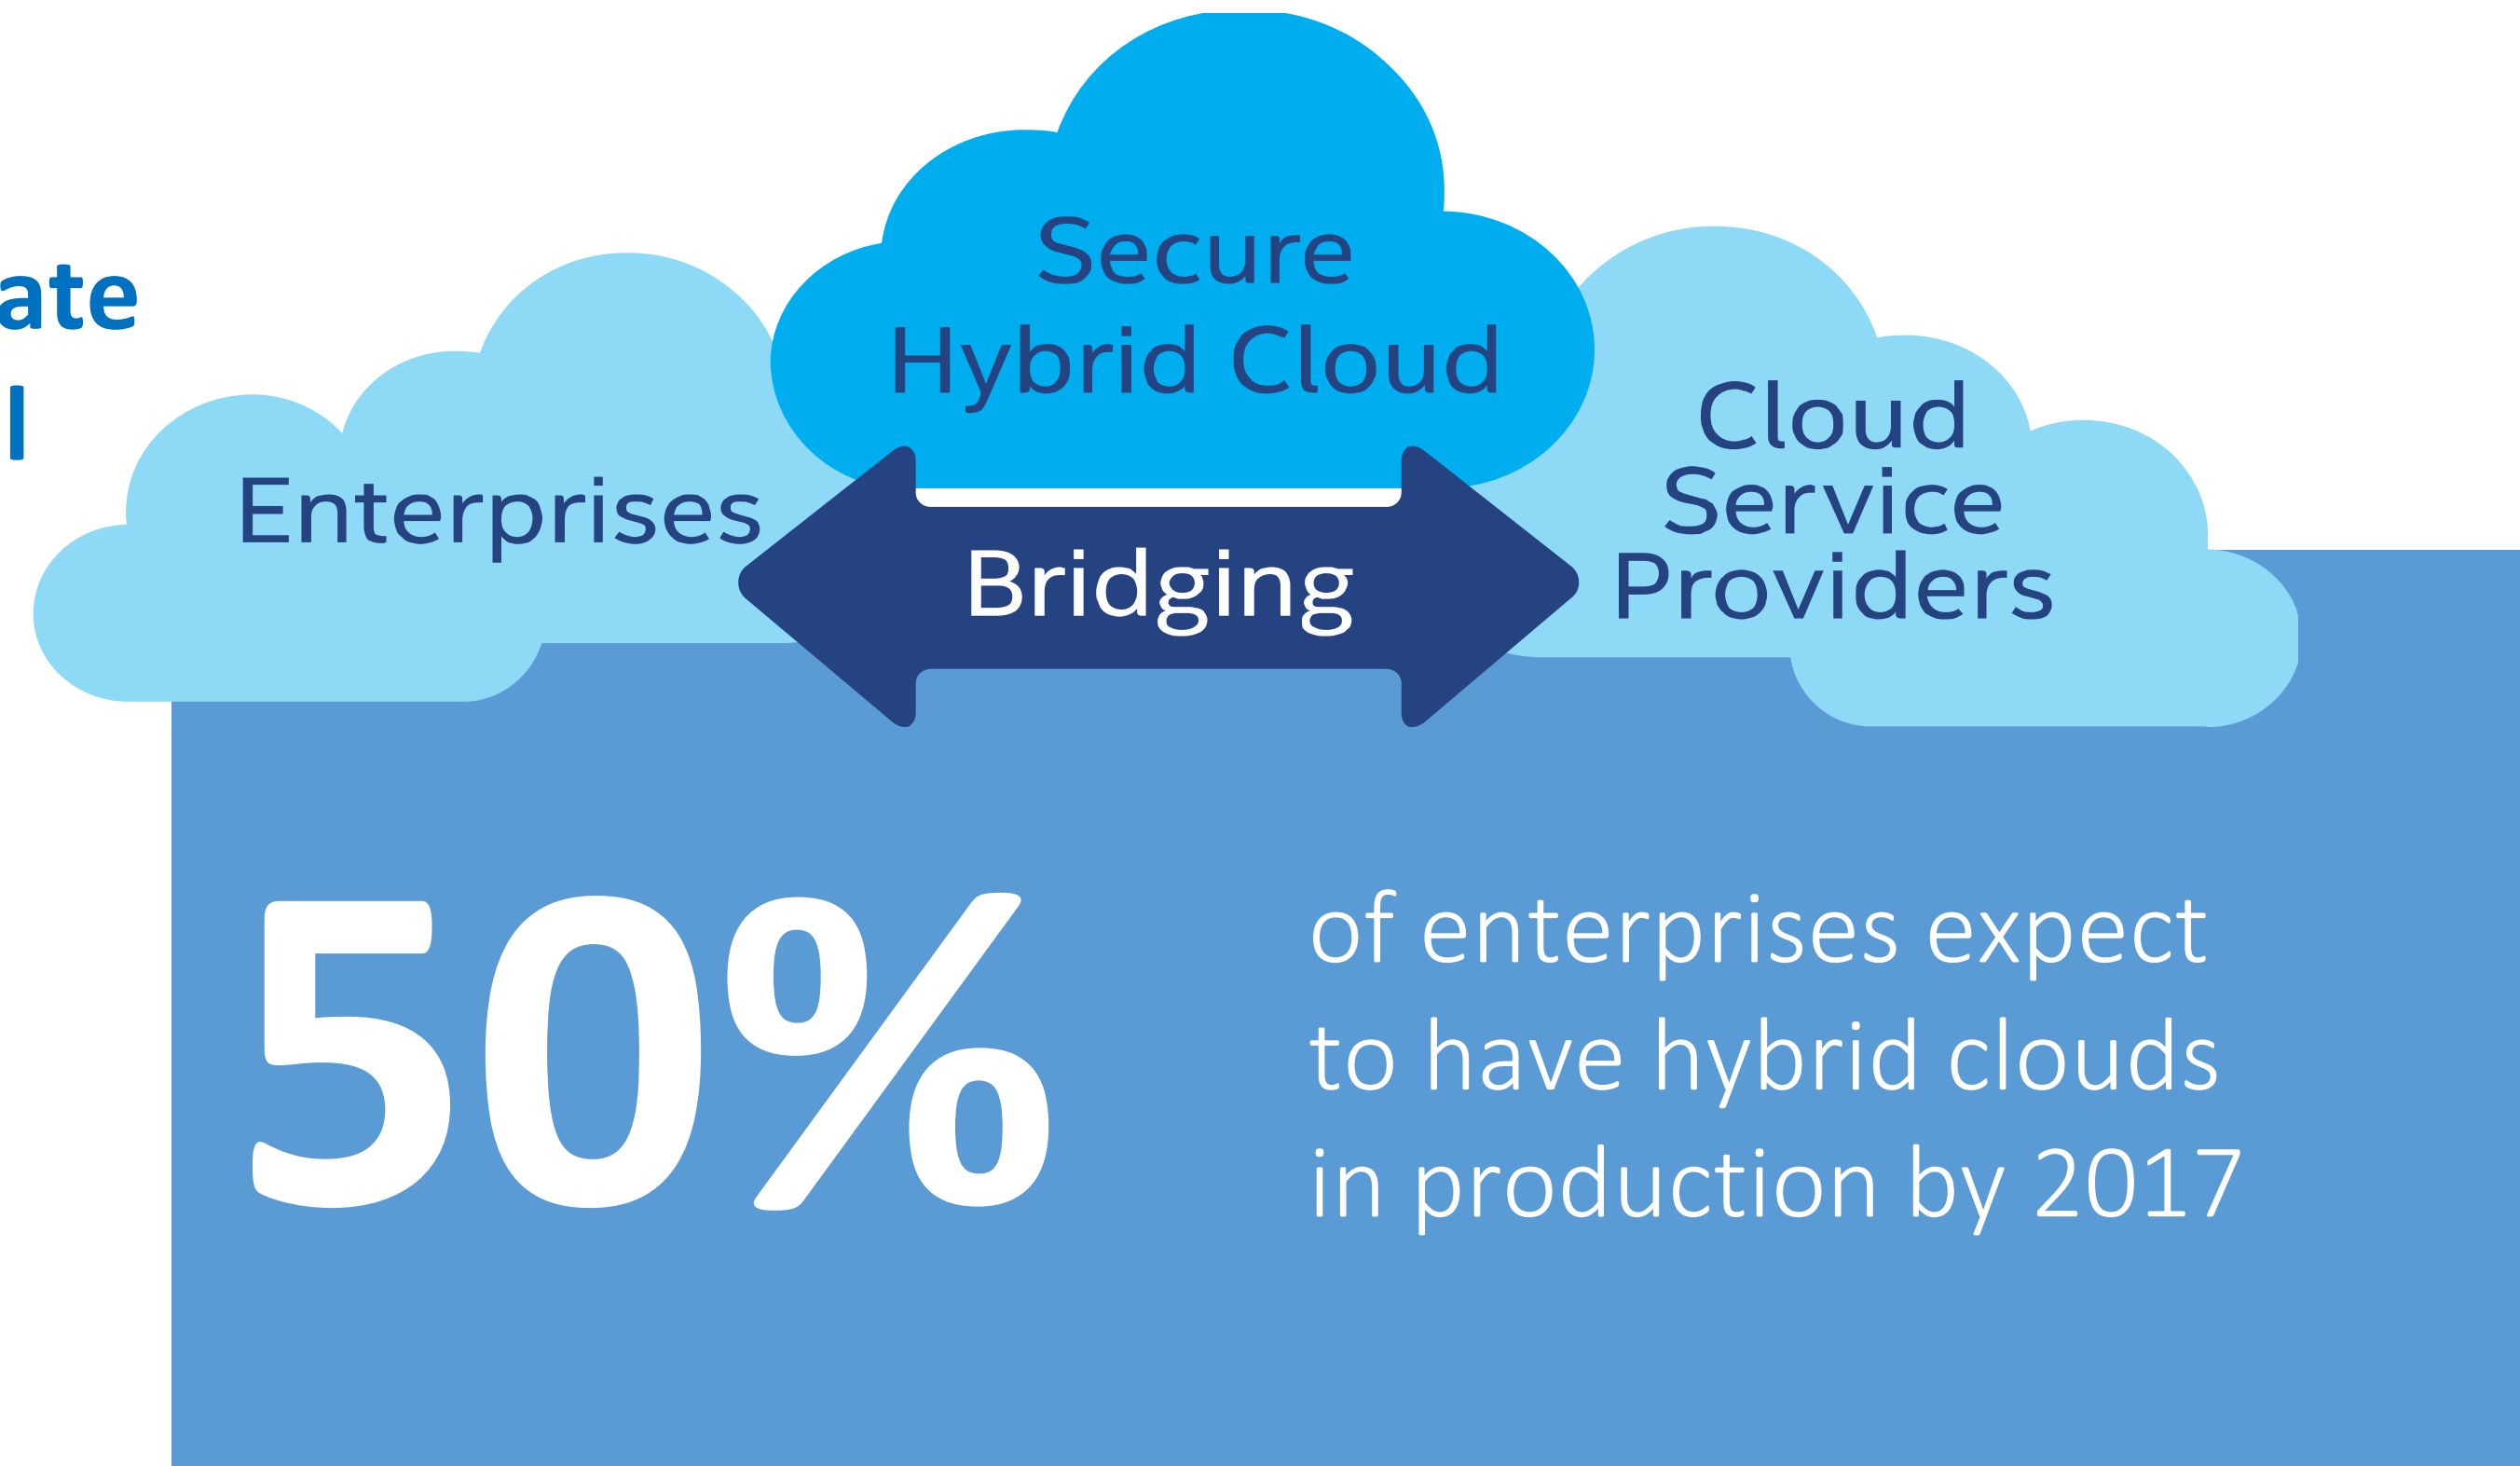 ate
l
Secure
Hybrid Cloud
Enterprises
Bridging
Cloud
Service
Providers
50%
of enterprises expect
to have hybrid clouds
in production by 2017